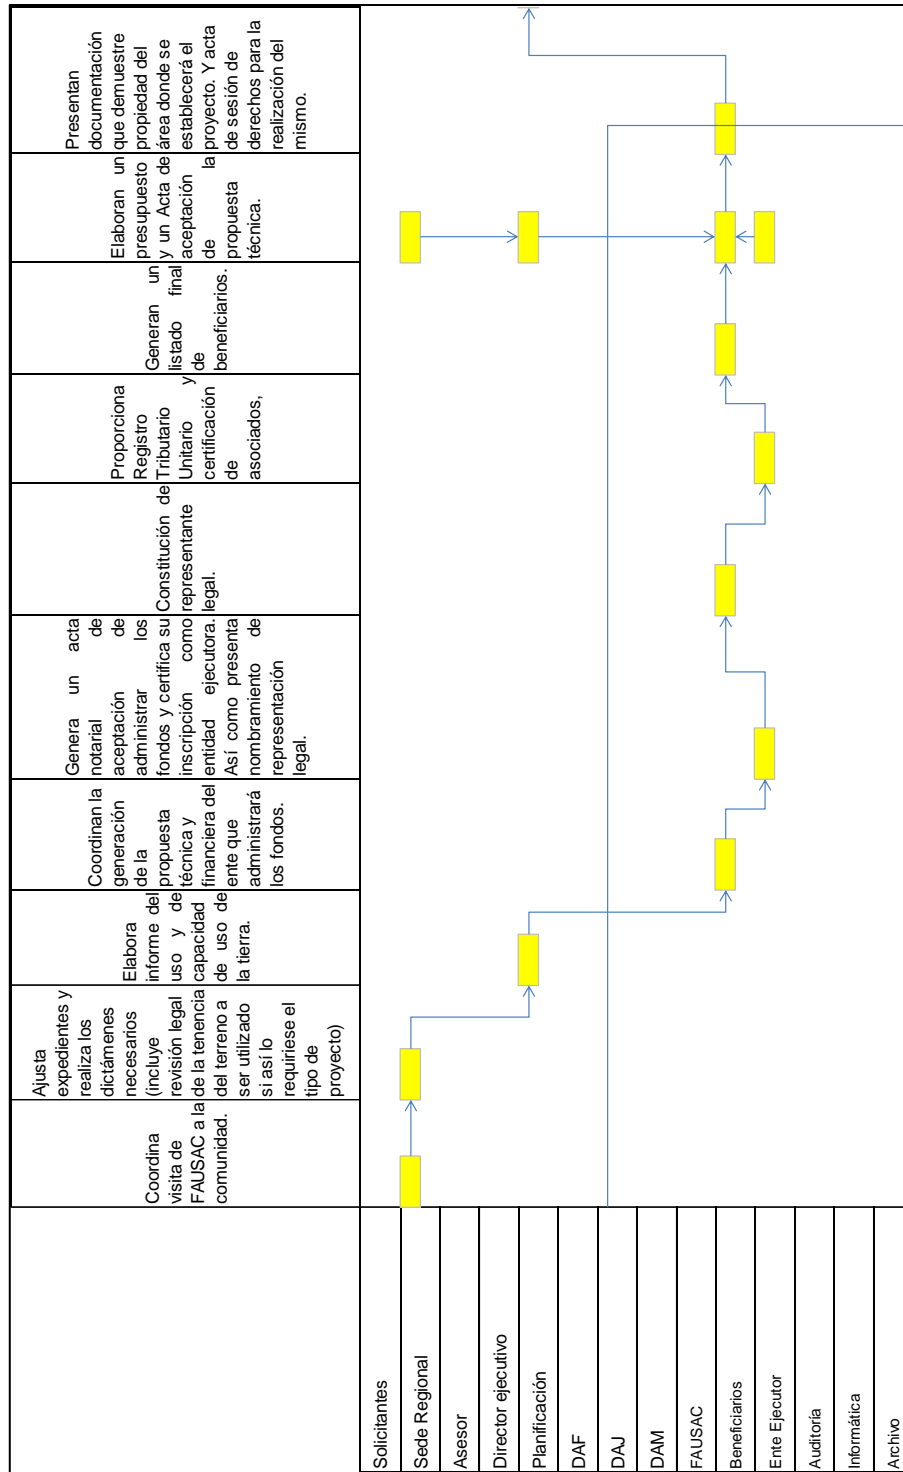 Coordina
visita de
FAUSAC a la
comunidad.
Ajusta
expedientes y
realiza los
dictámenes
necesarios
(incluye
revisión legal
de la tenencia
del terreno a
ser utilizado
si así lo
requiriese el
tipo de
proyecto)
Elabora
informe del
uso y de
capacidad
de uso de
la tierra.
Coordinan la
generación
de la
propuesta
técnica y
financiera del
ente que
administrará
los fondos.
Genera un acta
notarial de
aceptación de
administrar los
fondos y certifica su
inscripción como
entidad ejecutora.
Así como presenta
nombramiento de
representación
legal.
Constitución de
representante
legal.
Proporciona
Registro
Tributario
Unitario y
certificación
de
asociados,
Generan un
listado final
de
beneficiarios.
Elaboran un
presupuesto
y un Acta de
aceptación
de la
propuesta
técnica.
Presentan
documentación
que demuestre
propiedad del
área donde se
establecerá el
proyecto. Y acta
de sesión de
derechos para la
realización del
mismo.
Solicitantes
Sede Regional
Asesor
Director ejecutivo
Planificación
DAF
DAJ
DAM
FAUSAC
Beneficiarios
Ente Ejecutor
Auditoría
Informática
Archivo